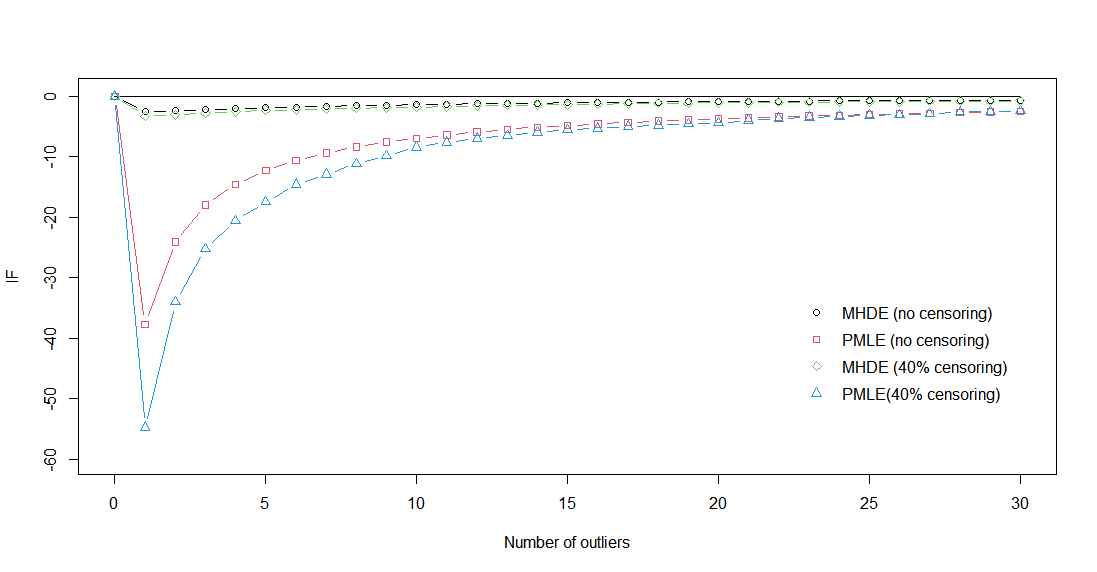 IF
0
-10
-20
-30
-40
-50
-60
MHDE (no censoring)
PMLE (no censoring)
MHDE (40% censoring)
PMLE(40% censoring)
0 5 10 15 20 25 30
Number of outliers